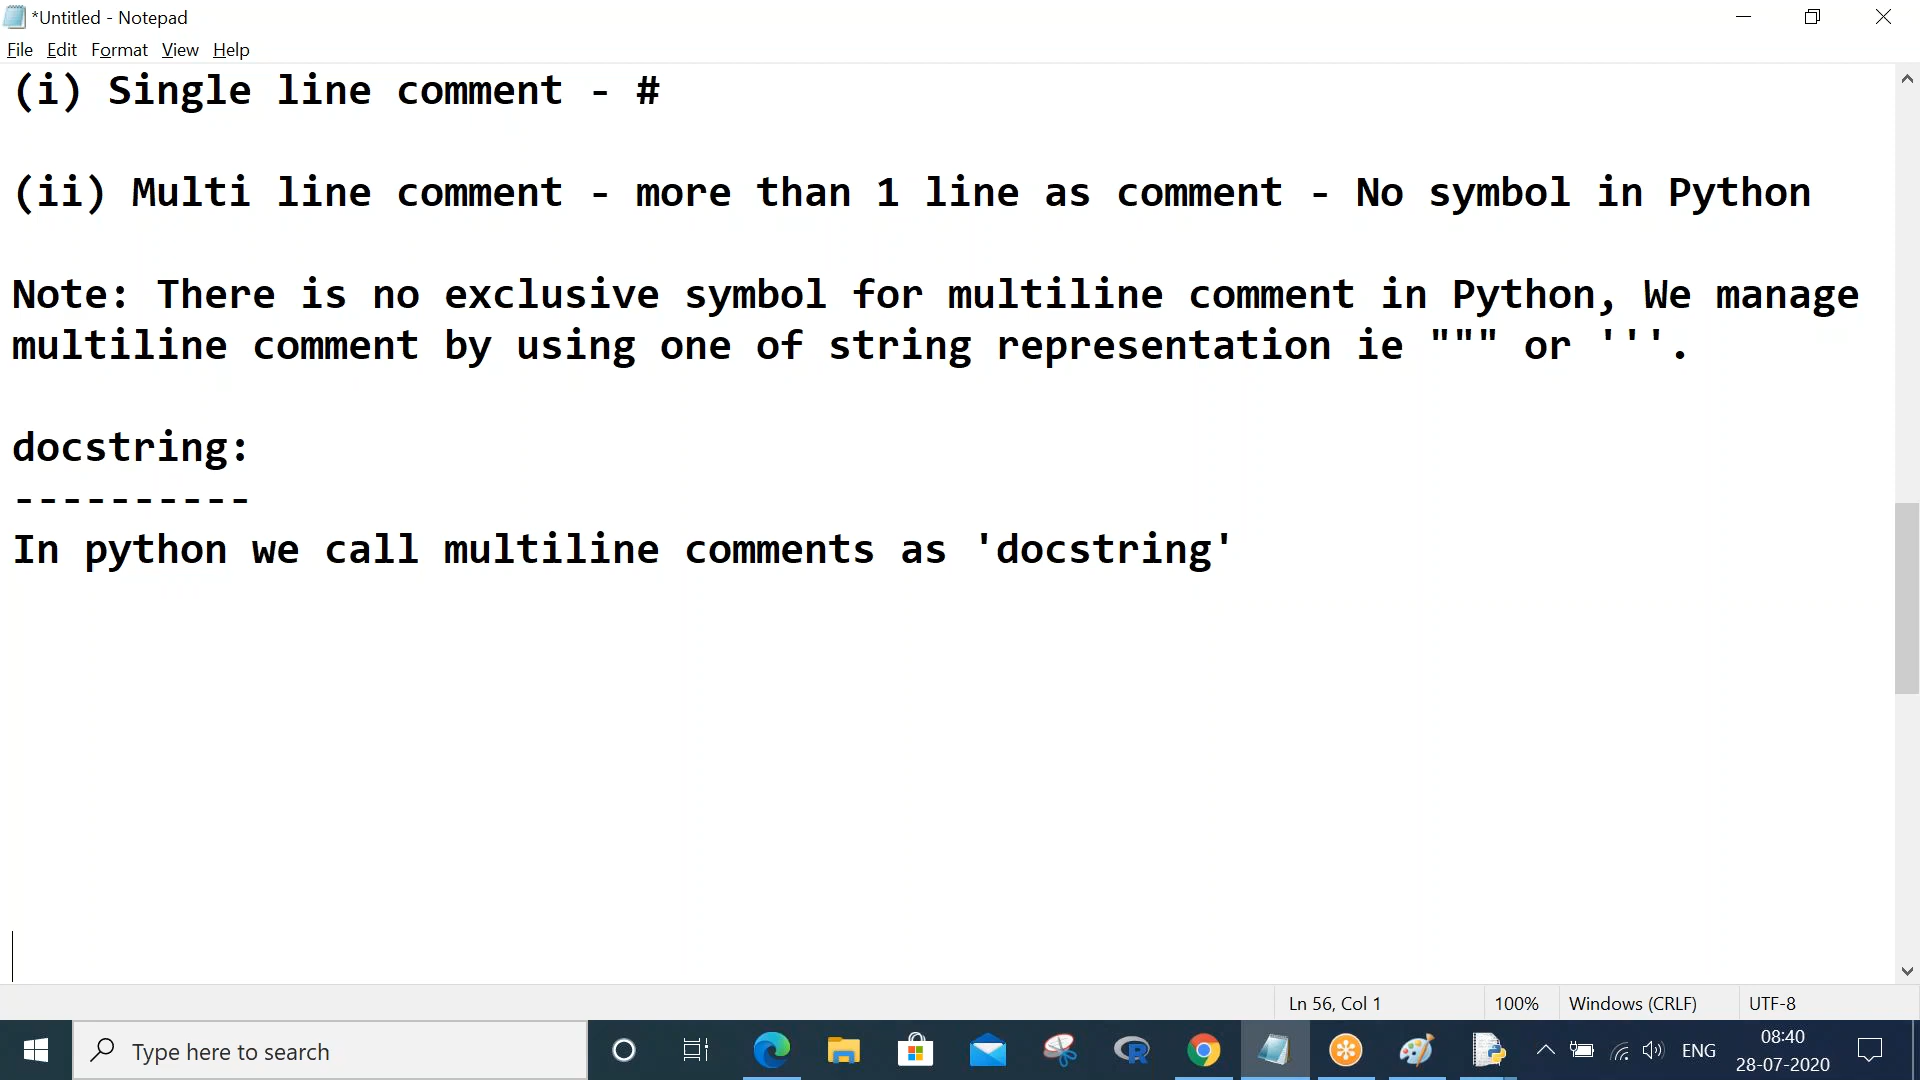 *Untitled - Notepad
File Edit Format View Help
(i) Single line comment - #
(ii) Multi line comment - more than 1 line as comment - No symbol in Python
Note: There is no exclusive symbol for multiline comment in Python, We manage
multiline comment by using one of string representation ie """ or '''.
docstring:
----------
In python we call multiline comments as 'docstring'
Ln 56, Col 1 100% Windows (CRLF) UTF-8
Type here to search
R
ENG
08:40
28-07-2020